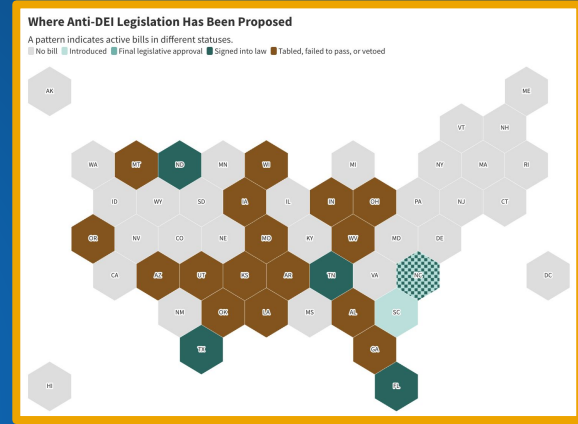 Where Anti-DEI Legislation Has Been Proposed
A pattern indicates active bills in different statuses.
No bill Introduced Final legislative approval Signed into law Tabled, failed to pass, or vetoed
AK ME
VT NH
WA MT ND MN WI MI NY MA RI
ID WY SD IA IL IN OH PA NJ CT
OR NV CO NE MO KY WV MD DE
CA AZ UT KS AR TN VA NC DC
NM OK LA MS AL SC
TX GA
HI FL